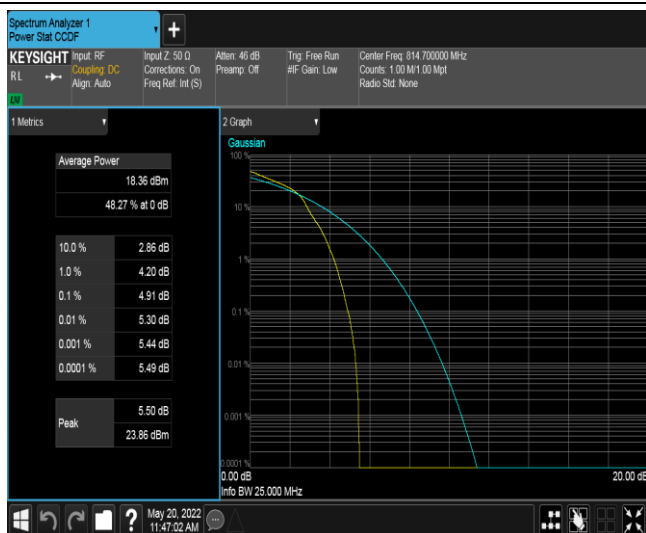 Spectrum Analyzer 1
Power Stat CCDF
KEYSIGHT
RL
LXI
Input: RF
Coupling: DC
Align: Auto
Input Z: 50 Ω
Corrections: On
Freq Ref: Int (S)
Atten: 46 dB
Preamp: Off
Trig: Free Run
#IF Gain: Low
Center Freq: 814.700000 MHz
Counts: 1.00 M/1.00 Mpt
Radio Std: None
1 Metrics
Average Power
18.36 dBm
48.27 % at 0 dB
10.0 % 2.86 dB
1.0 % 4.20 dB
0.1 % 4.91 dB
0.01 % 5.30 dB
0.001 % 5.44 dB
0.0001 % 5.49 dB
Peak
5.50 dB
23.86 dBm
2 Graph
Gaussian
100 %
10 %
1 %
0.1 %
0.01 %
0.001 %
0.0001 %
0.00 dB
20.00 dB
Info BW 25.000 MHz
?
May 20, 2022
11:47:02 AM